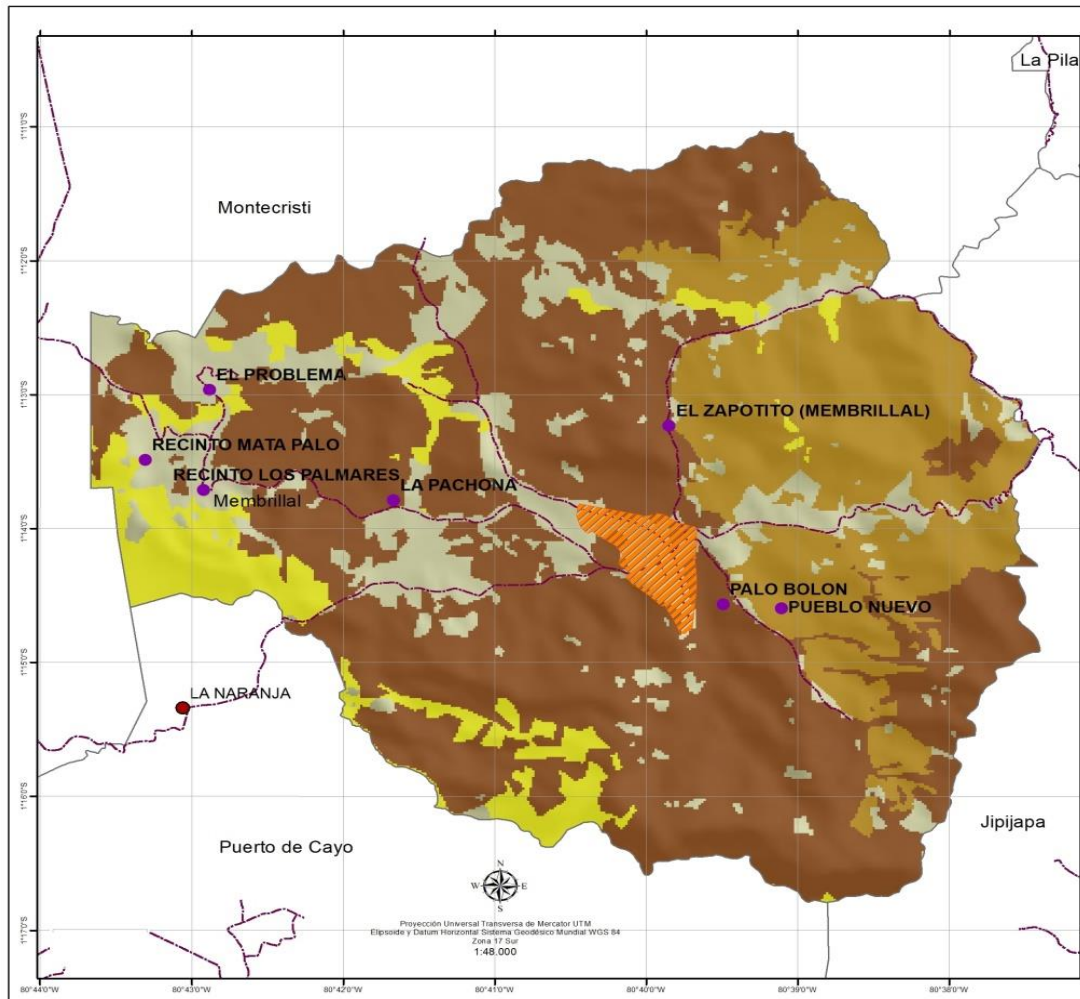 La Pila
1°11'0"S
Montecristi
1°12'0"S
EL PROBLEMA
1°13'0"S
EL ZAPOTITO (MEMBRILLAL)
RECINTO MATA PALO
RECINTO LOS PALMARES
LA PACHONA
Membrillal
1°14'0"S
PALO BOLON
PUEBLO NUEVO
1°15'0"S
LA NARANJA
1°16'0"S
Jipijapa
Puerto de Cayo
N
W E
S
1°17'0"S
Proyección Universal Transversa de Mercator UTM
Elipsoide y Datum Horizontal Sistema Geodésico Mundial WGS 84
Zona 17 Sur
1:48.000
80°44'0"W 80°43'0"W 80°42'0"W 80°41'0"W 80°40'0"W 80°39'0"W 80°38'0"W